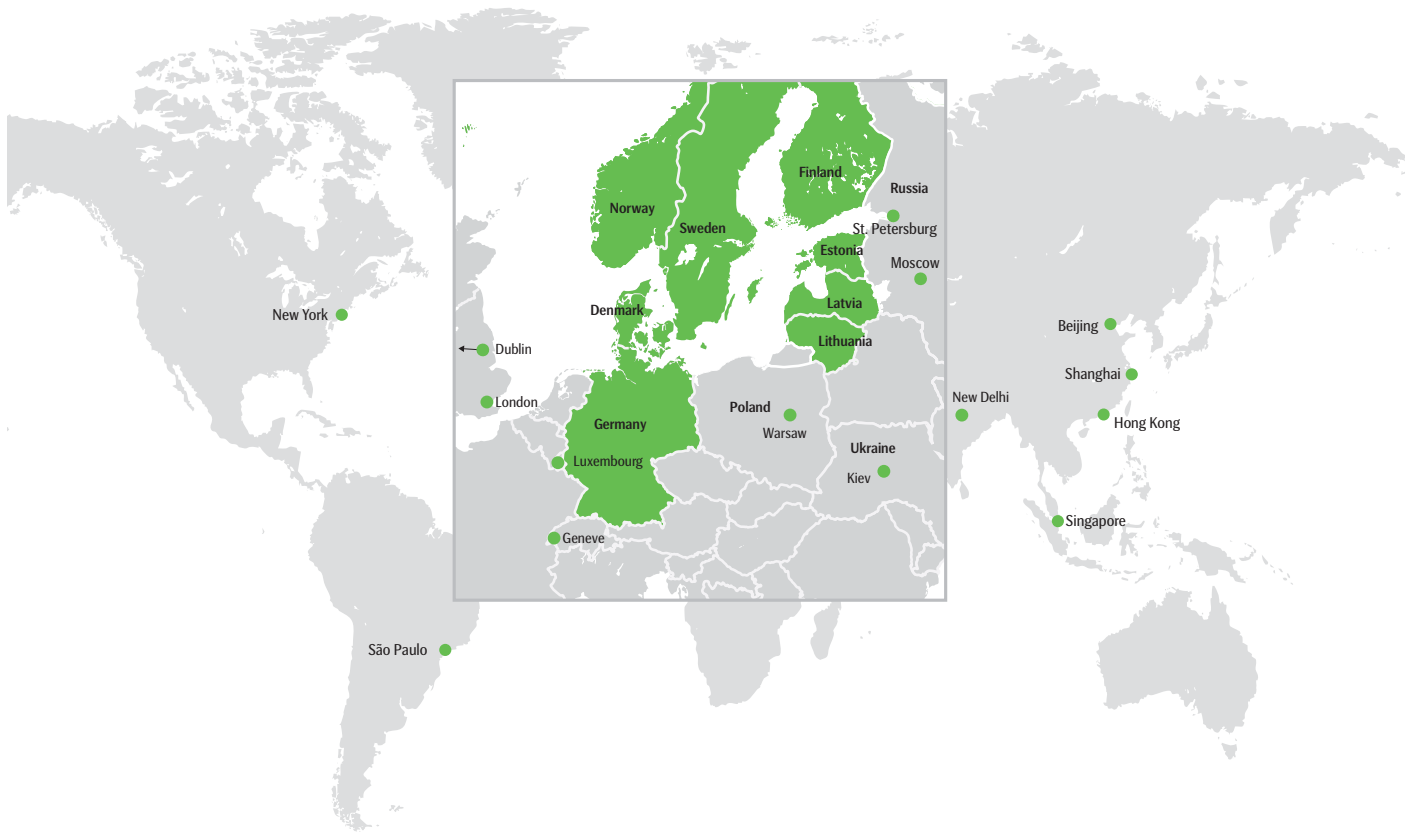 Finland
Russia
Norway
Sweden
St. Petersburg
Estonia
Moscow
Denmark
Latvia
New York
Beijing
Lithuania
Dublin
Shanghai
New Delhi
London
Poland
Hong Kong
Germany
Warsaw
Ukraine
Luxembourg
Kiev
Singapore
Geneve
São Paulo